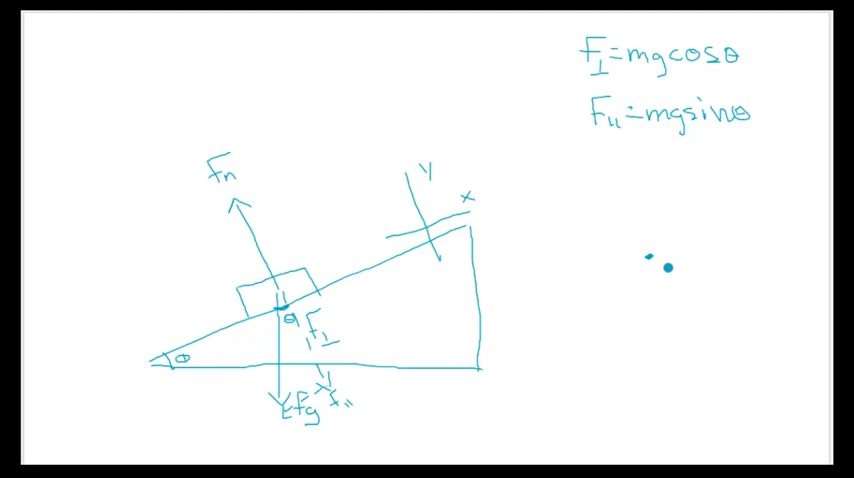 F⊥=mgcosθ
F∥=mgsinθ
Fn
y
x
θ
F⊥
θ
Fg
F∥